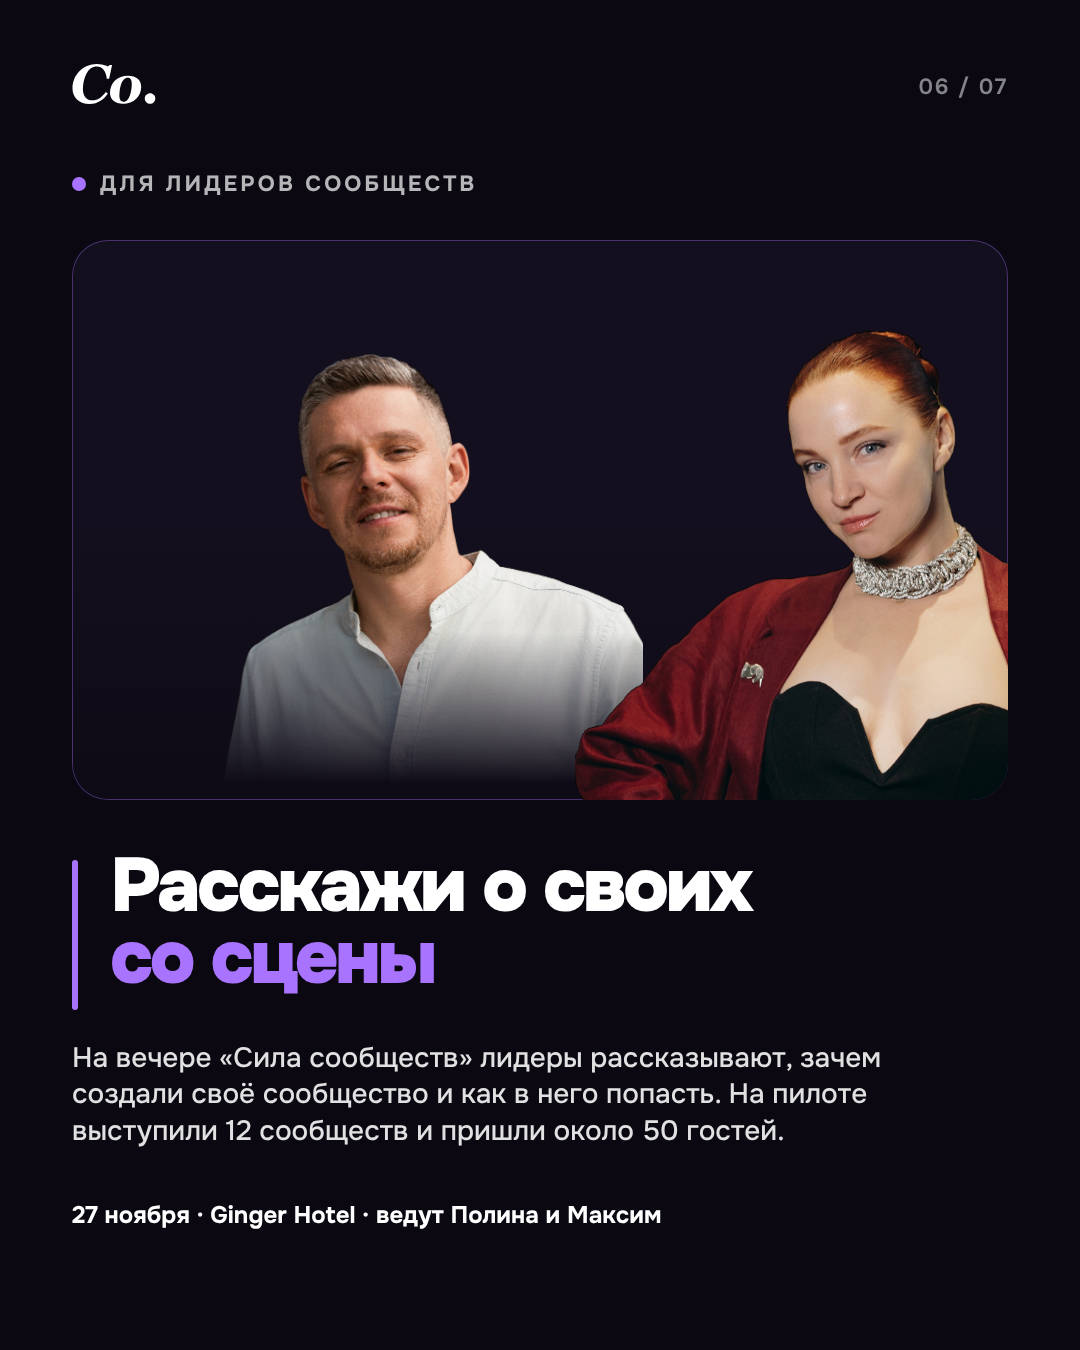 Co.
06 / 07
ДЛЯ ЛИДЕРОВ СООБЩЕСТВ
Расскажи о своих
со сцены
На вечере «Сила сообществ» лидеры рассказывают, зачем
создали своё сообщество и как в него попасть. На пилоте
выступили 12 сообществ и пришли около 50 гостей.
27 ноября · Ginger Hotel · ведут Полина и Максим